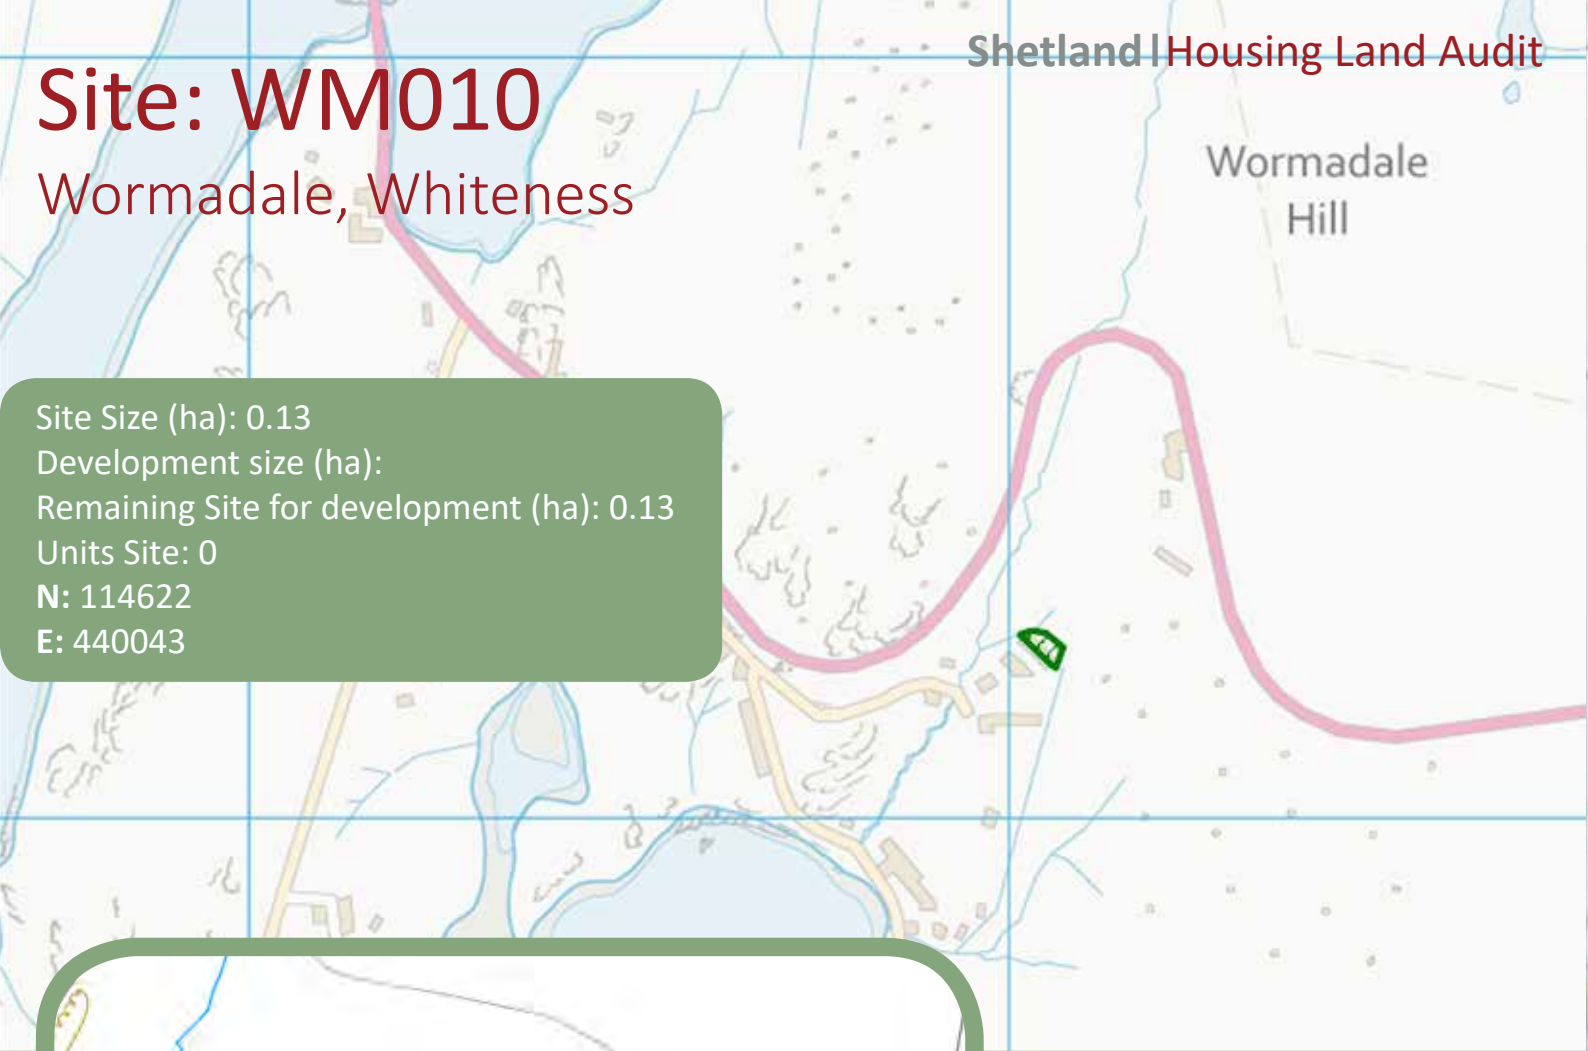 Shetland|Housing Land Audit
Site: WM010
Wormadale, Whiteness
Wormadale
Hill
Site Size (ha): 0.13
Development size (ha):
Remaining Site for development (ha): 0.13
Units Site: 0
N: 114622
E: 440043